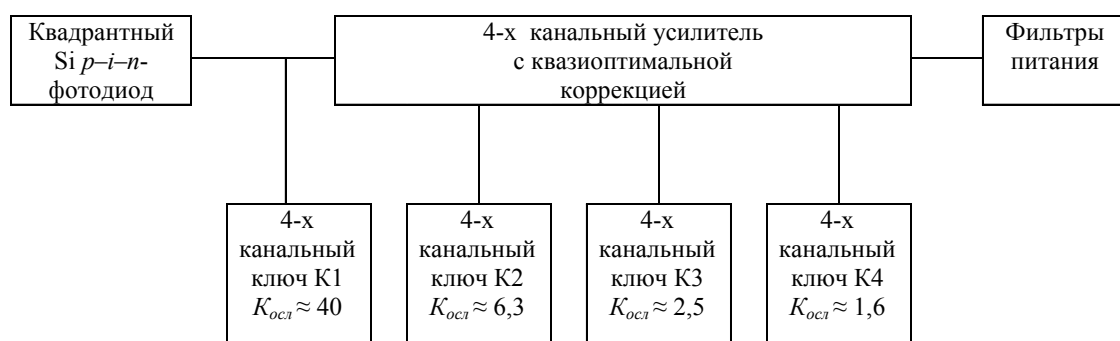 Квадрантный
Si p–i–n-
фотодиод
4-х канальный усилитель
с квазиоптимальной
коррекцией
Фильтры
питания
4-х
канальный
ключ К1
Kосл ≈ 40
4-х
канальный
ключ К2
Kосл ≈ 6,3
4-х
канальный
ключ К3
Kосл ≈ 2,5
4-х
канальный
ключ К4
Kосл ≈ 1,6